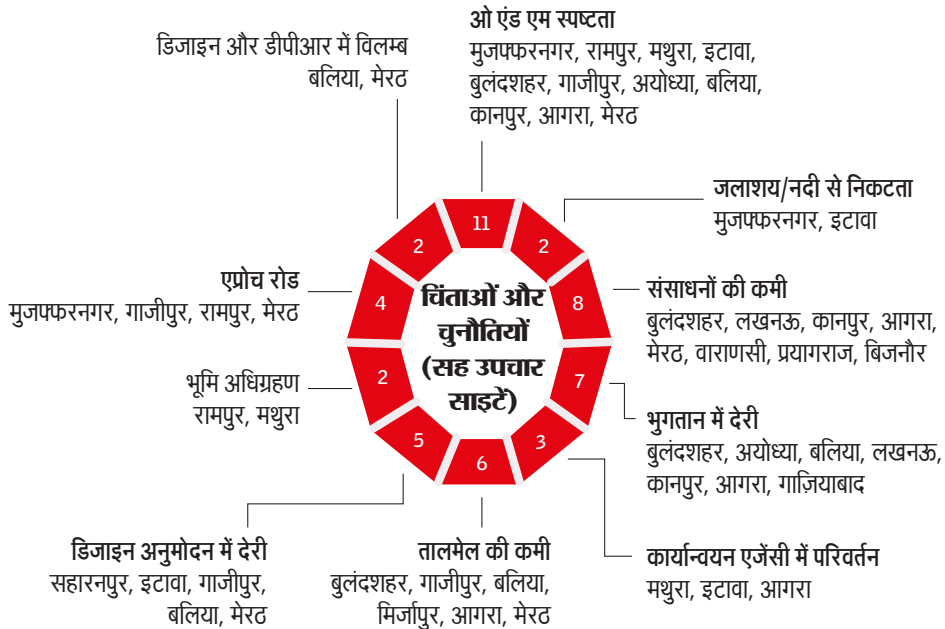 ओ एंड एम स्पष्टता
मुजफ्फरनगर, रामपुर, मथुरा, इटावा,
बुलंदशहर, गाजीपुर, अयोध्या, बलिया,
कानपुर, आगरा, मेरठ
डिजाइन और डीपीआर में विलम्ब
बलिया, मेरठ
जलाशय/नदी से निकटता
मुजफ्फरनगर, इटावा
एप्रोच रोड
मुजफ्फरनगर, गाजीपुर, रामपुर, मेरठ
संसाधनों की कमी
बुलंदशहर, लखनऊ, कानपुर, आगरा,
मेरठ, वाराणसी, प्रयागराज, बिजनौर
भूमि अधिग्रहण
रामपुर, मथुरा
भुगतान में देरी
बुलंदशहर, अयोध्या, बलिया, लखनऊ,
कानपुर, आगरा, गाज़ियाबाद
डिजाइन अनुमोदन में देरी
सहारनपुर, इटावा, गाजीपुर,
बलिया, मेरठ
तालमेल की कमी
बुलंदशहर, गाजीपुर, बलिया,
मिर्जापुर, आगरा, मेरठ
कार्यान्वयन एजेंसी में परिवर्तन
मथुरा, इटावा, आगरा
चिंताओं और
चुनौतियों
(सह उपचार
साइटें)
11
2
8
7
3
6
5
2
4
2